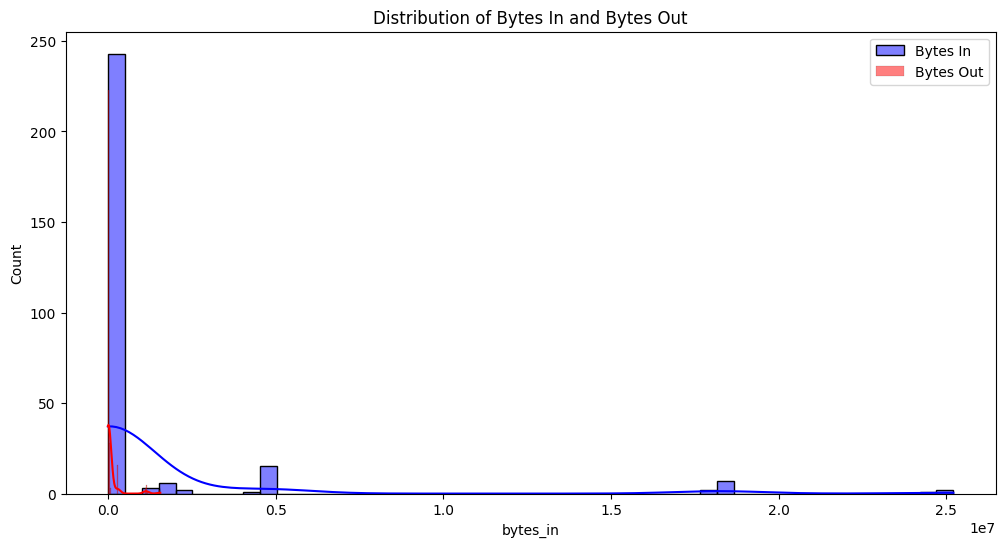 Distribution of Bytes In and Bytes Out
Bytes In
Bytes Out
Count
250
200
150
100
50
0
0.0
0.5
1.0
1.5
2.0
2.5
1e7
bytes_in